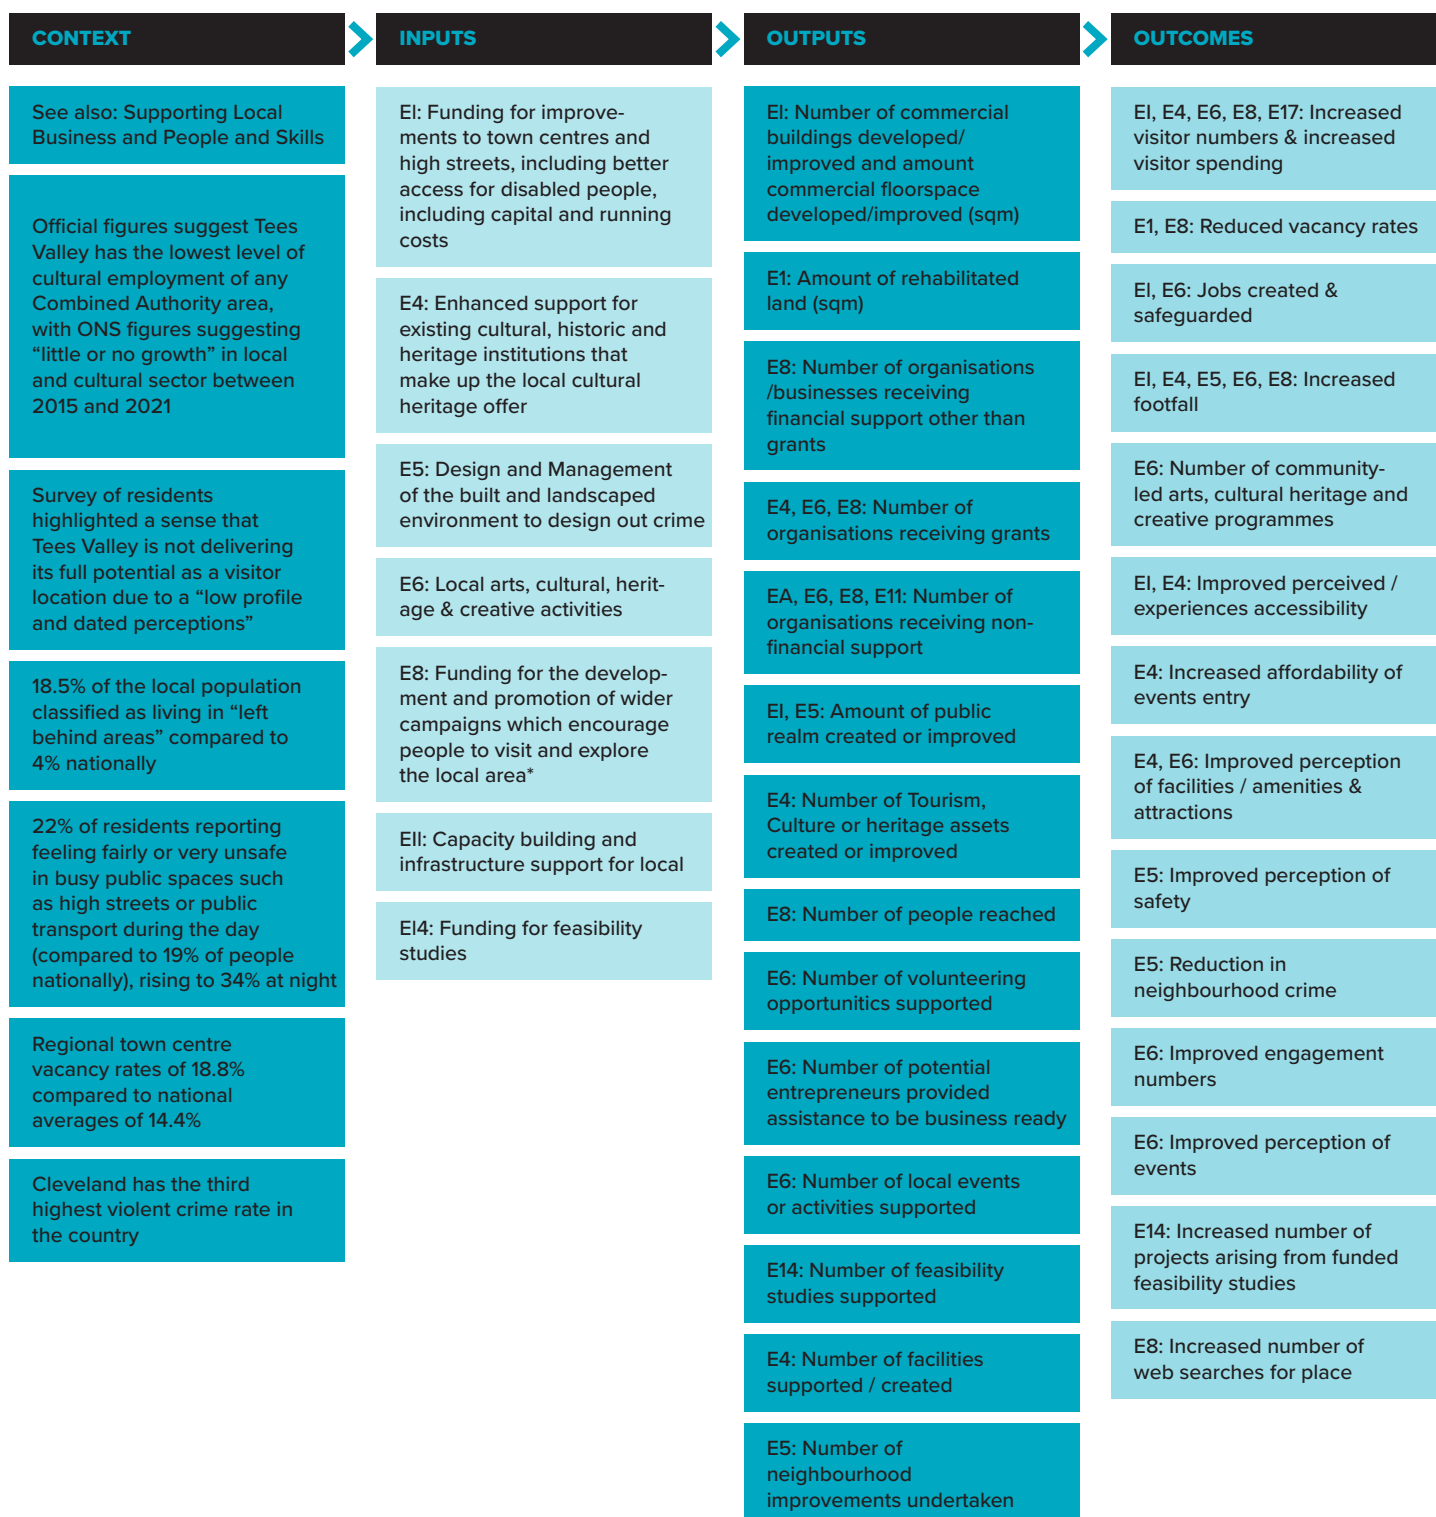 CONTEXT
See also: Supporting Local
Business and People and Skills
Official figures suggest Tees
Valley has the lowest level of
cultural employment of any
Combined Authority area,
with ONS figures suggesting
“little or no growth” in local
and cultural sector between
2015 and 2021
Survey of residents
highlighted a sense that
Tees Valley is not delivering
its full potential as a visitor
location due to a “low profile
and dated perceptions”
18.5% of the local population
classified as living in “left
behind areas” compared to
4% nationally
22% of residents reporting
feeling fairly or very unsafe
in busy public spaces such
as high streets or public
transport during the day
(compared to 19% of people
nationally), rising to 34% at night
Regional town centre
vacancy rates of 18.8%
compared to national
averages of 14.4%
Cleveland has the third
highest violent crime rate in
the country
INPUTS
EI: Funding for improve-
ments to town centres and
high streets, including better
access for disabled people,
including capital and running
costs
E4: Enhanced support for
existing cultural, historic and
heritage institutions that
make up the local cultural
heritage offer
E5: Design and Management
of the built and landscaped
environment to design out crime
E6: Local arts, cultural, herit-
age & creative activities
E8: Funding for the develop-
ment and promotion of wider
campaigns which encourage
people to visit and explore
the local area*
EII: Capacity building and
infrastructure support for local
EI4: Funding for feasibility
studies
OUTPUTS
EI: Number of commercial
buildings developed/
improved and amount
commercial floorspace
developed/improved (sqm)
E1: Amount of rehabilitated
land (sqm)
E8: Number of organisations
/businesses receiving
financial support other than
grants
E4, E6, E8: Number of
organisations receiving grants
EA, E6, E8, E11: Number of
organisations receiving non-
financial support
EI, E5: Amount of public
realm created or improved
E4: Number of Tourism,
Culture or heritage assets
created or improved
E8: Number of people reached
E6: Number of volunteering
opportunitics supported
E6: Number of potential
entrepreneurs provided
assistance to be business ready
E6: Number of local events
or activities supported
E14: Number of feasibility
studies supported
E4: Number of facilities
supported / created
E5: Number of
neighbourhood
improvements undertaken
OUTCOMES
EI, E4, E6, E8, E17: Increased
visitor numbers & increased
visitor spending
E1, E8: Reduced vacancy rates
EI, E6: Jobs created &
safeguarded
EI, E4, E5, E6, E8: Increased
footfall
E6: Number of community-
led arts, cultural heritage and
creative programmes
EI, E4: Improved perceived /
experiences accessibility
E4: Increased affordability of
events entry
E4, E6: Improved perception
of facilities / amenities &
attractions
E5: Improved perception of
safety
E5: Reduction in
neighbourhood crime
E6: Improved engagement
numbers
E6: Improved perception of
events
E14: Increased number of
projects arising from funded
feasibility studies
E8: Increased number of
web searches for place